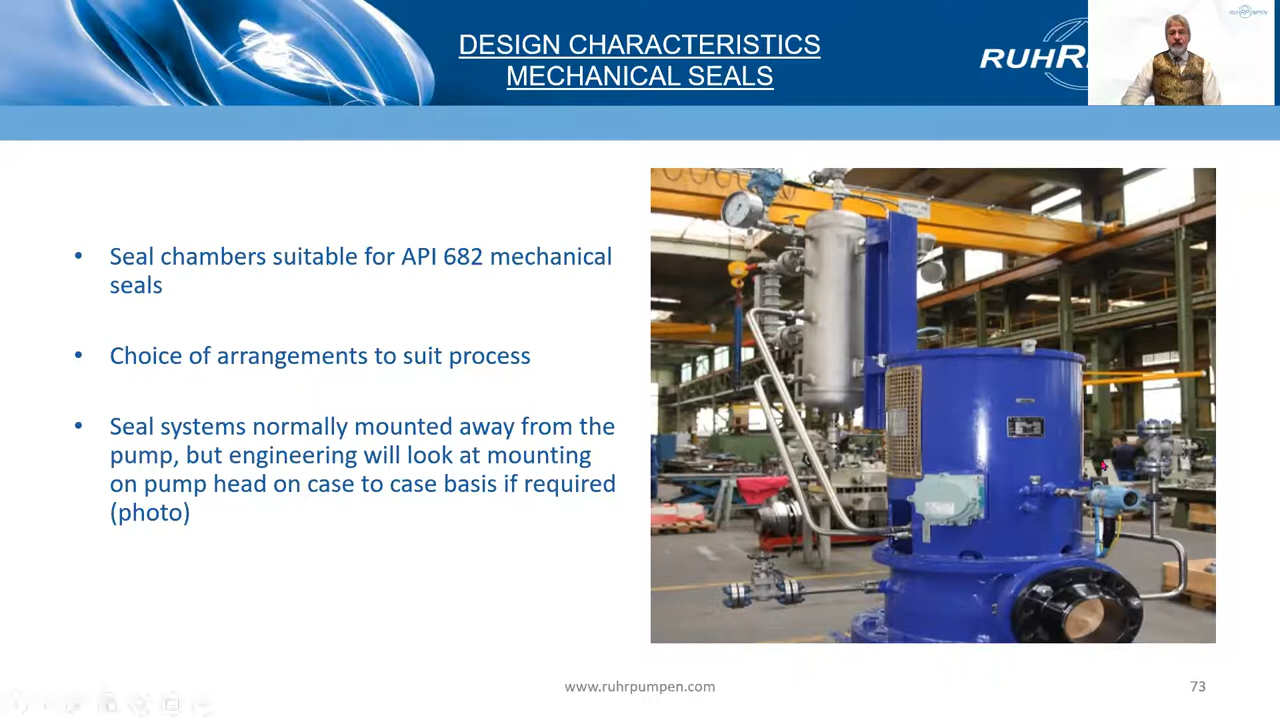 DESIGN CHARACTERISTICS
MECHANICAL SEALS
RUHR
RUHRPUMPEN
• Seal chambers suitable for API 682 mechanical
seals
• Choice of arrangements to suit process
• Seal systems normally mounted away from the
pump, but engineering will look at mounting
on pump head on case to case basis if required
(photo)
www.ruhrpumpen.com
73